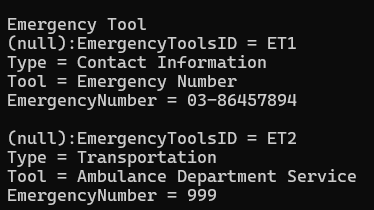 Emergency Tool
(null):EmergencyToolsID = ET1
Type = Contact Information
Tool = Emergency Number
EmergencyNumber = 03-86457894

(null):EmergencyToolsID = ET2
Type = Transportation
Tool = Ambulance Department Service
EmergencyNumber = 999